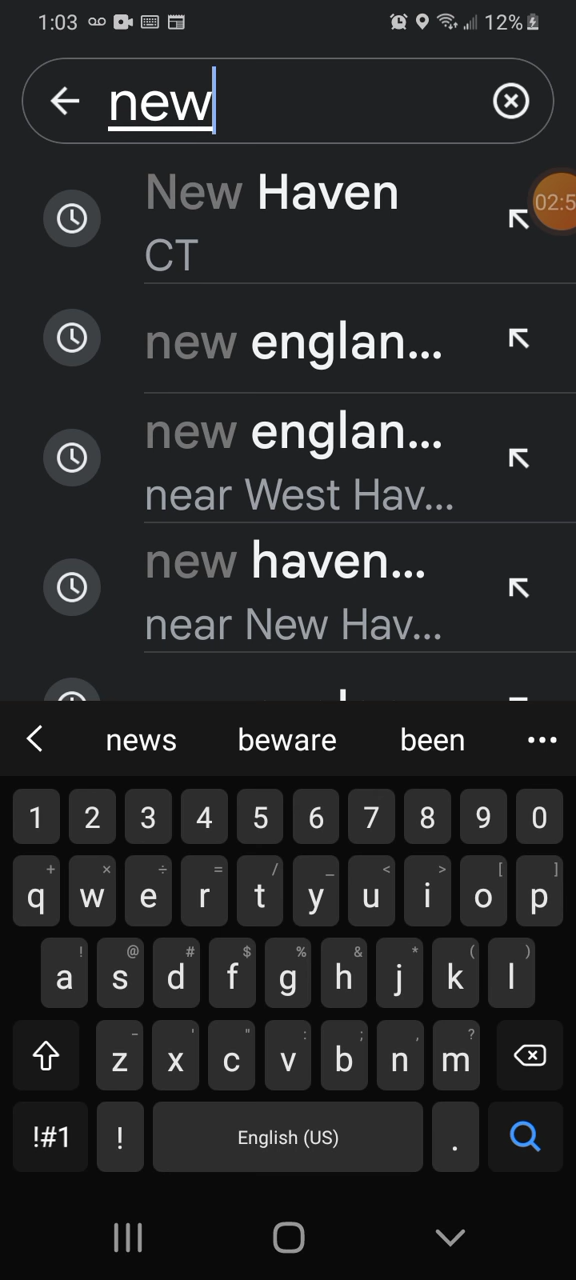 1:03 12%
new
New Haven
CT
02:5
new englan...
new englan...
near West Hav...
new haven...
near New Hav...
news beware been ...
1 2 3 4 5 6 7 8 9 0
+ × ÷ = / _ < > [ ]
q w e r t y u i o p
! @ # $ % & * ( )
a s d f g h j k l
- ' " : ; , ?
z x c v b n m
!#1 ! English (US) .